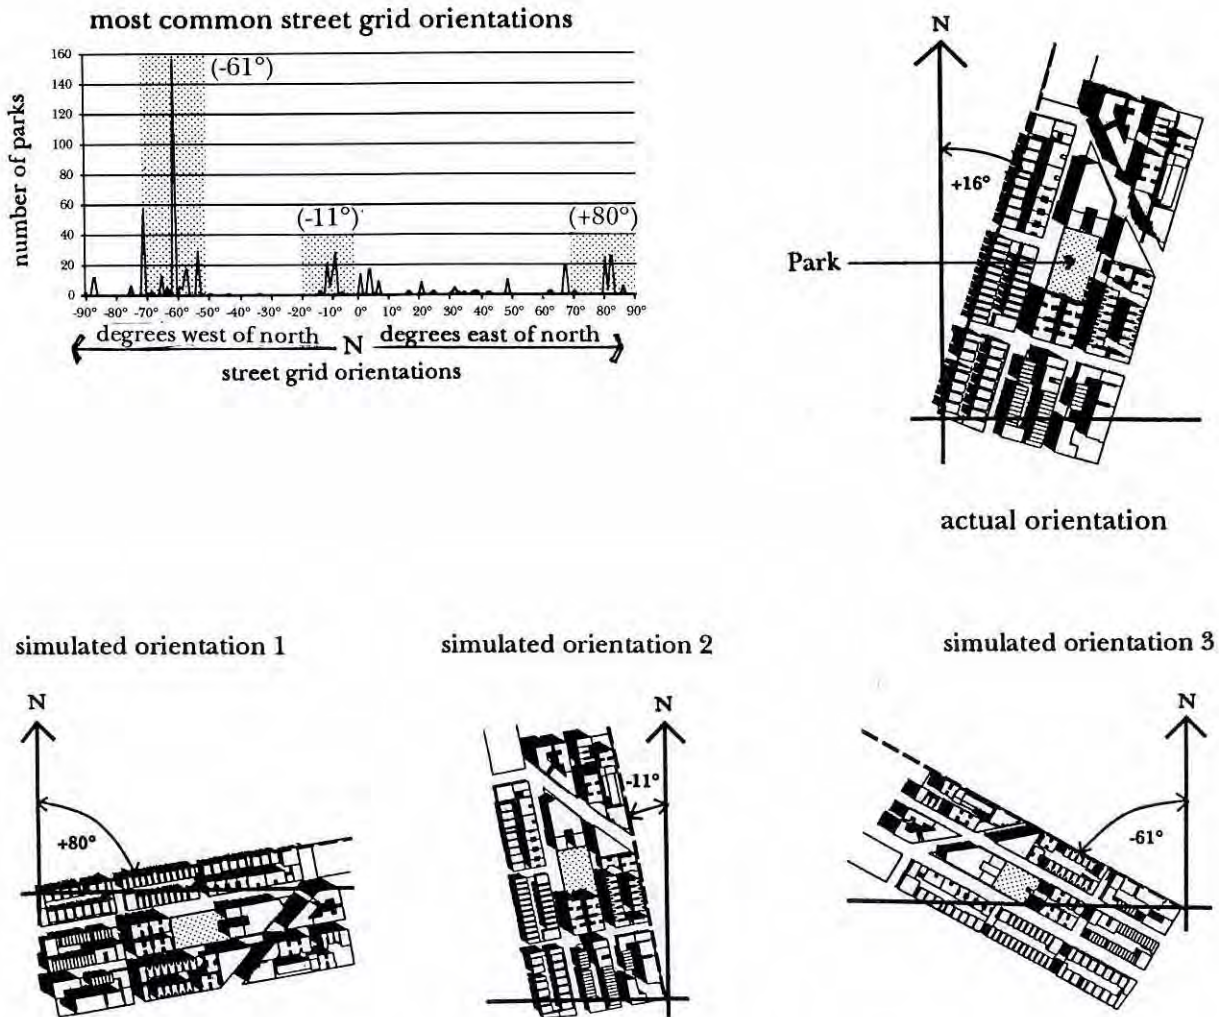 most common street grid orientations
number of parks
160
140
120
100
80
60
40
20
0
(-61°)
(-11°)
(+80°)
-90° -80° -70° -60° -50° -40° -30° -20° -10° 0° 10° 20° 30° 40° 50° 60° 70° 80° 90°
degrees west of north N degrees east of north
street grid orientations
N
+16°
Park
actual orientation
simulated orientation 1
N
+80°
simulated orientation 2
N
-11°
simulated orientation 3
N
-61°